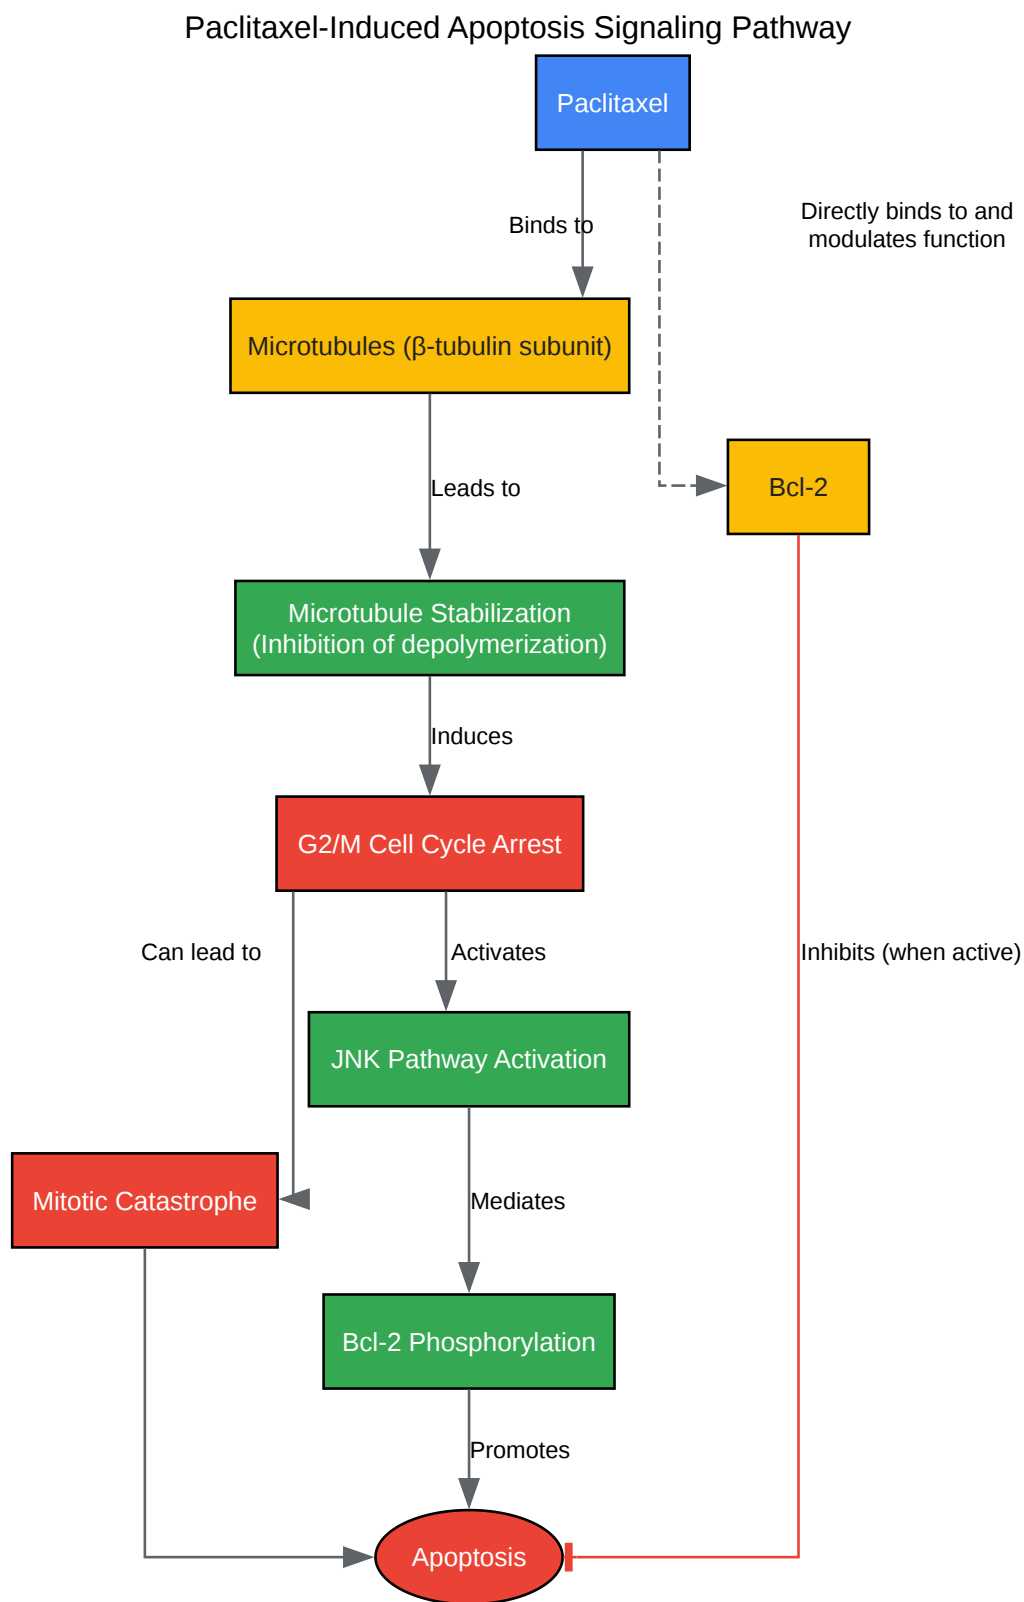 Paclitaxel-Induced Apoptosis Signaling Pathway
Paclitaxel
Binds to
Directly binds to and
modulates function
Microtubules (β-tubulin subunit)
Leads to
Bcl-2
Microtubule Stabilization
(Inhibition of depolymerization)
Induces
G2/M Cell Cycle Arrest
Can lead to
Activates
Inhibits (when active)
JNK Pathway Activation
Mitotic Catastrophe
Mediates
Bcl-2 Phosphorylation
Promotes
Apoptosis